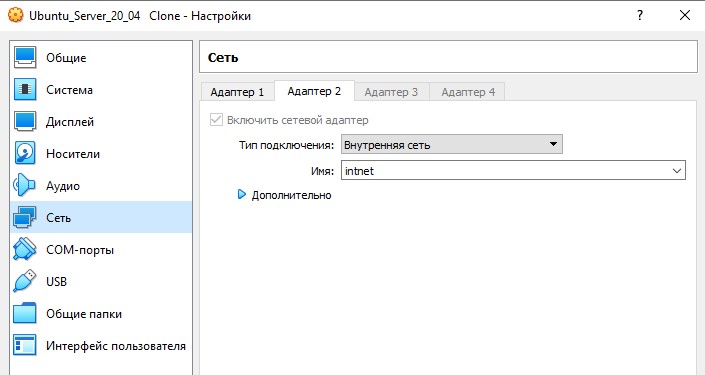 Ubuntu_Server_20_04 Clone - Настройки ?
Общие
Система
Дисплей
Носители
Аудио
Сеть
COM-порты
USB
Общие папки
Интерфейс пользователя
Сеть
Адаптер 1 Адаптер 2 Адаптер 3 Адаптер 4
Включить сетевой адаптер
Тип подключения: Внутренняя сеть
Имя: intnet
Дополнительно